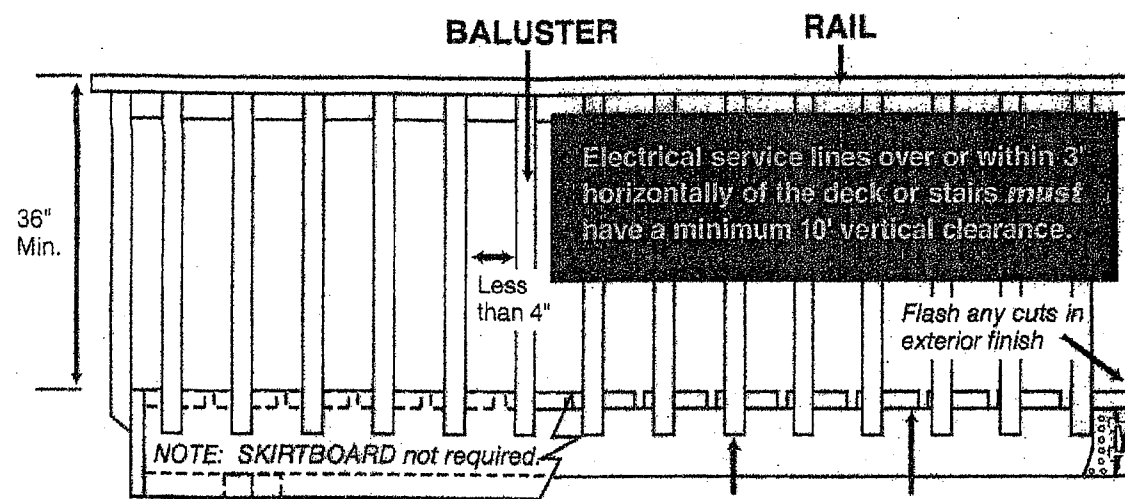 BALUSTER
RAIL
Electrical service lines over or within 3'
horizontally of the deck or stairs must
have a minimum 10' vertical clearance.
36"
Min.
Less
than 4"
Flash any cuts in
exterior finish
NOTE: SKIRTBOARD not required.